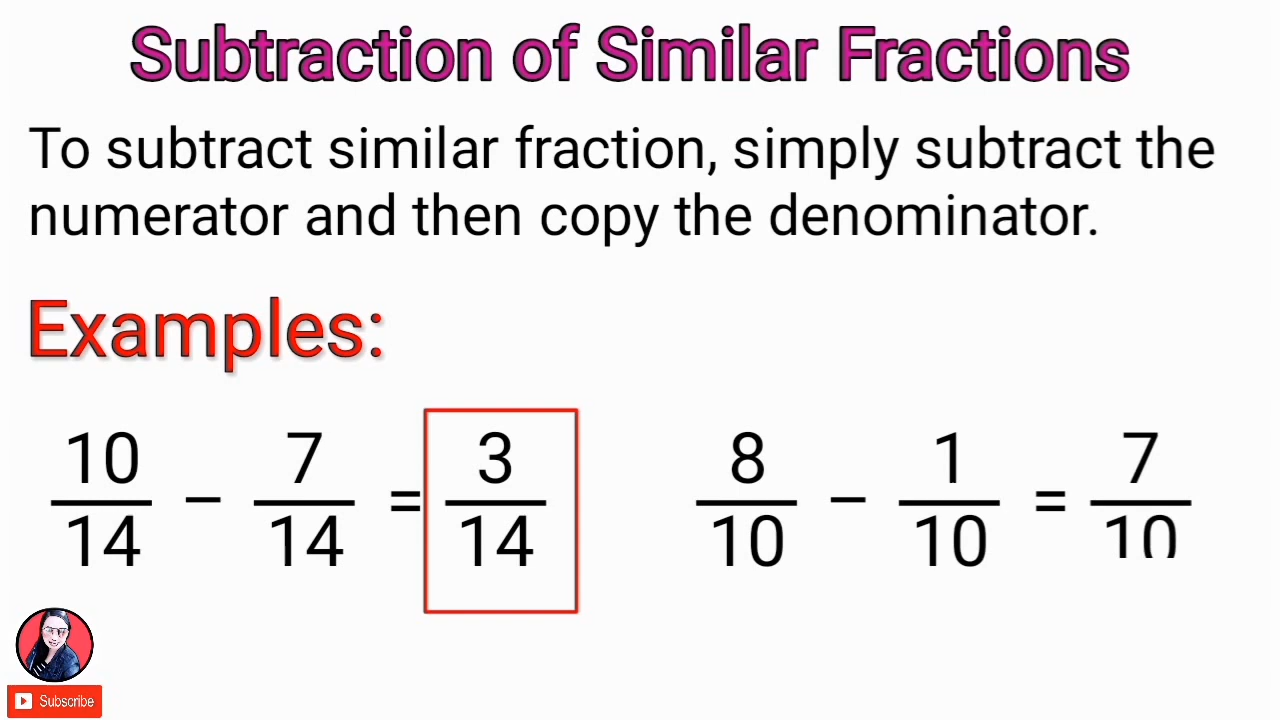 Subtraction of Similar Fractions
To subtract similar fraction, simply subtract the
numerator and then copy the denominator.
Examples:
10/14 – 7/14 = 3/14
8/10 – 1/10 = 7/10
Subscribe